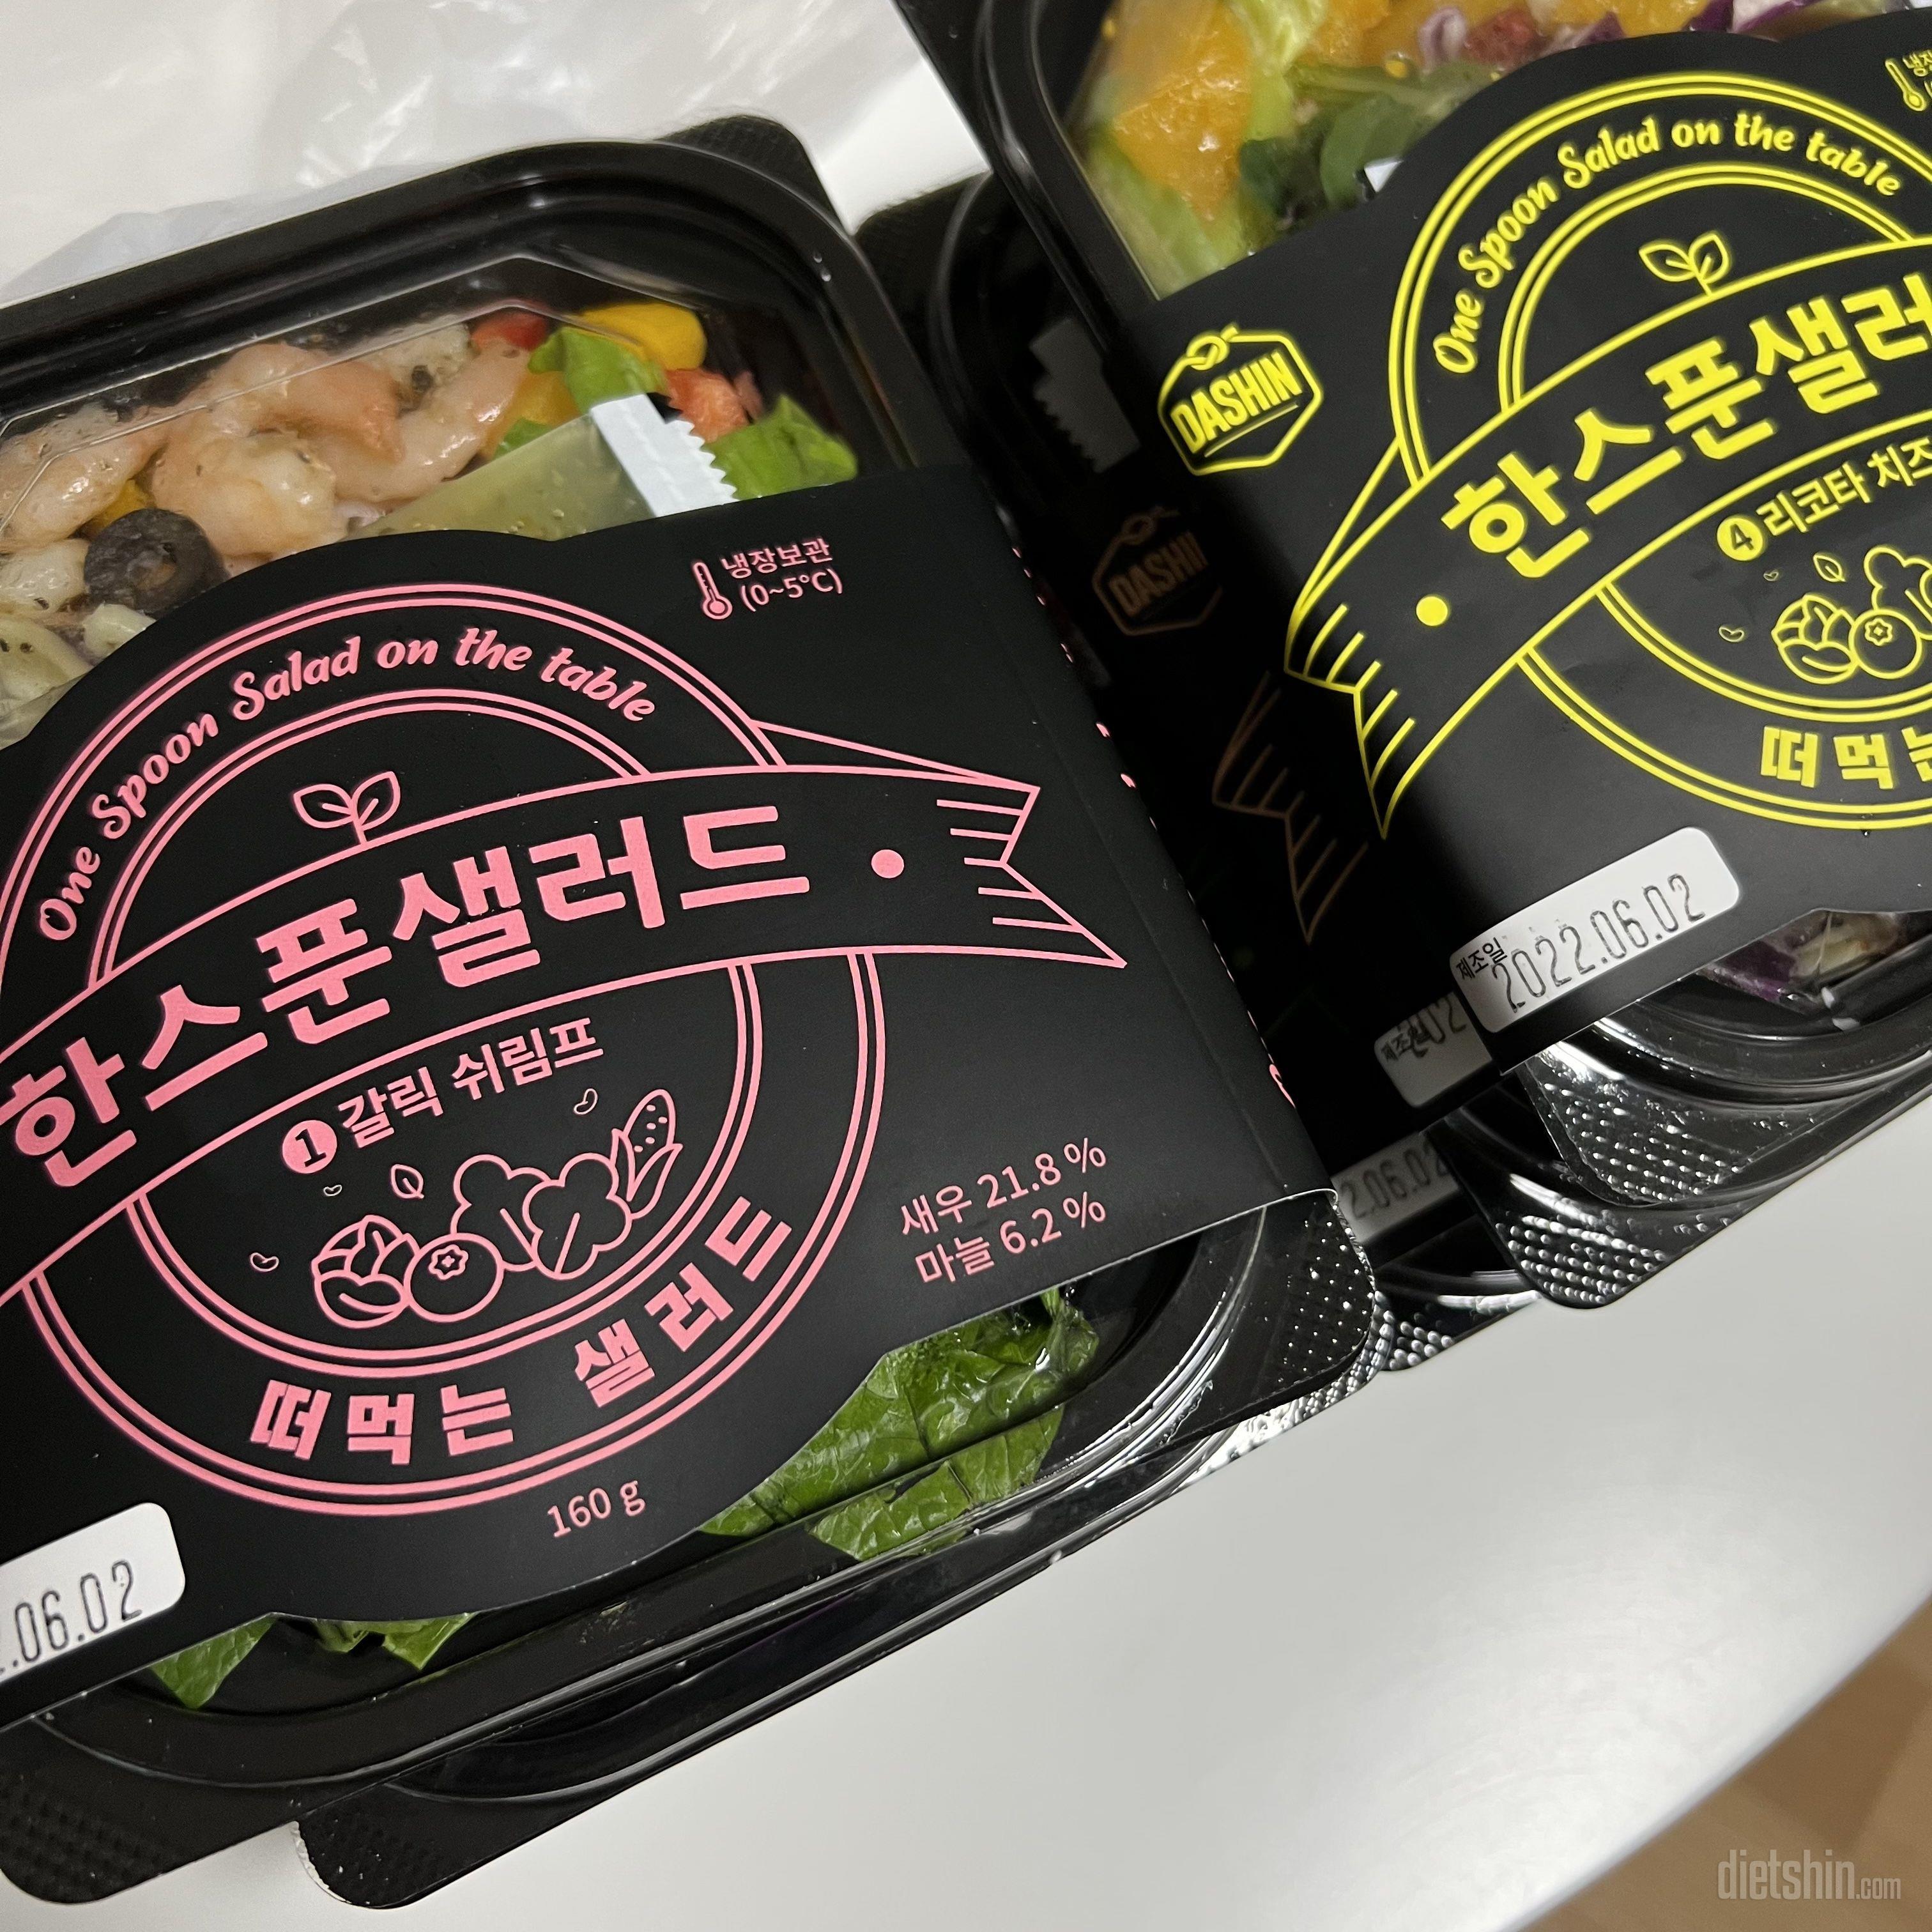 냉장보관
(0~5°C)
One Spoon Salad on the table
한스푼샐러드
1 갈릭 쉬림프
떠먹는 샐러드
새우 21.8 %
마늘 6.2 %
160 g
.06.02
DASHIN
One Spoon Salad on the table
한스푼샐러
4 리코타 치즈
떠먹는
제조일
2022.06.02
DASHIN
2.06.02
dietshin.com